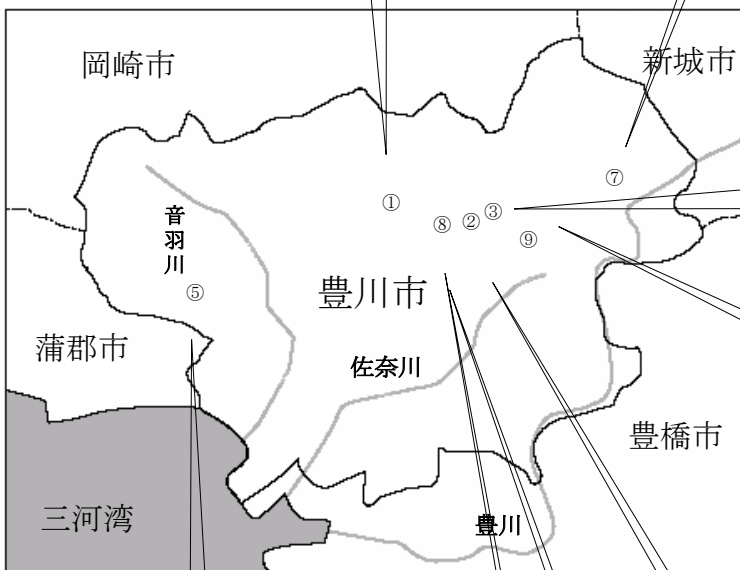 岡崎市
新城市
⑦
①
③
②
⑧
⑨
音羽川
⑤
豊川市
蒲郡市
佐奈川
豊橋市
三河湾
豊川